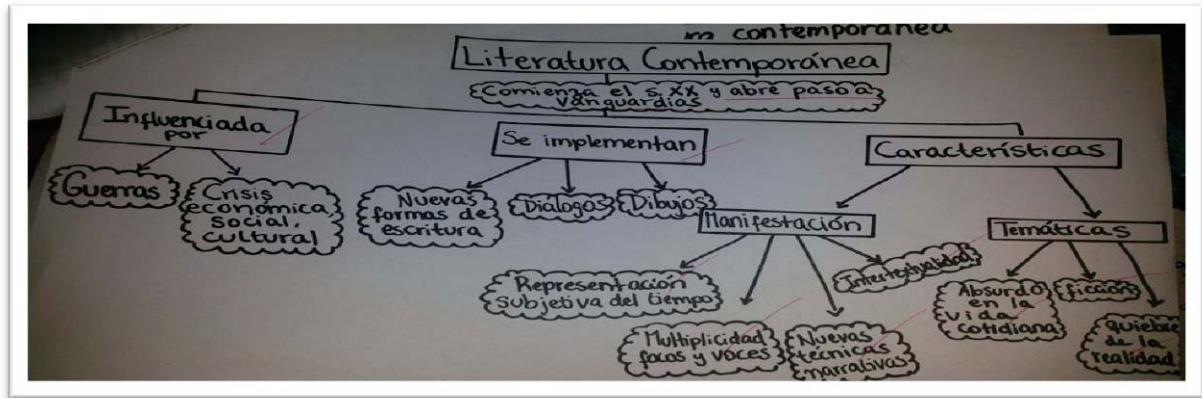 contemporánea
Literatura Contemporánea
Comienza el s. XX y abre paso a
vanguardias
Influenciada
por
Guerras
Crisis
económica,
social,
cultural
Se implementan
Nuevas
formas de
escritura
Diálogos
Dibujos
Características
Manifestación
Representación
subjetiva del tiempo
Multiplicidad
focos y voces
Nuevas
técnicas
narrativas
Intertextualidad
Temáticas
Absurdo
en la
vida
cotidiana
ficción
quiebre
de la
realidad